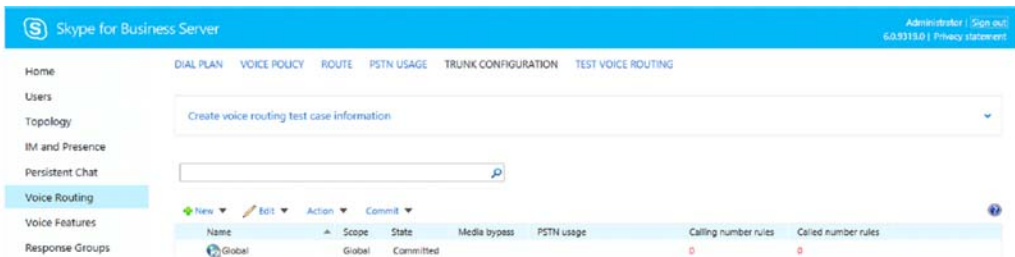 Skype for Business Server
Administrator | Sign out
6.0.9319.0 | Privacy statement
Home
Users
Topology
IM and Presence
Persistent Chat
Voice Routing
Voice Features
Response Groups
DIAL PLAN VOICE POLICY ROUTE PSTN USAGE TRUNK CONFIGURATION TEST VOICE ROUTING
Create voice routing test case information
New Edit Action Commit
Name Scope State Media bypass PSTN usage Calling number rules Called number rules
Global Global Committed 0 0